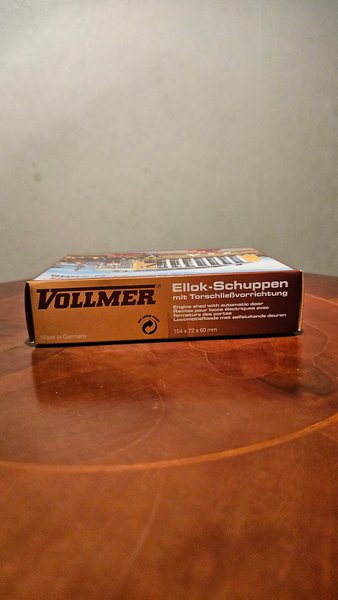 VOLLMER®
Made in Germany
Ellok-Schuppen
mit Torschließvorrichtung
Engine shed with automatic door
Remise pour locos électriques avec
fermeture des portes
Locomotiefloods met zelfsluitende deuren
154 x 72 x 60 mm